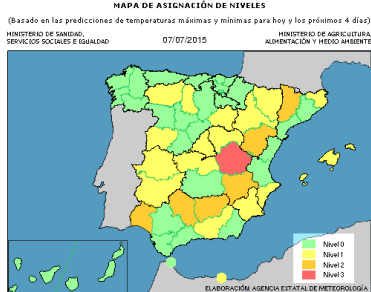 MAPA DE ASIGNACIÓN DE NIVELES
(Basado en las predicciones de temperaturas máximas y mínimas para hoy y los próximos 4 días)
MINISTERIO DE SANIDAD,
SERVICIOS SOCIALES E IGUALDAD
07/07/2015
MINISTERIO DE AGRICULTURA,
ALIMENTACIÓN Y MEDIO AMBIENTE
Nivel 0
Nivel 1
Nivel 2
Nivel 3
ELABORACIÓN: AGENCIA ESTATAL DE METEOROLOGÍA